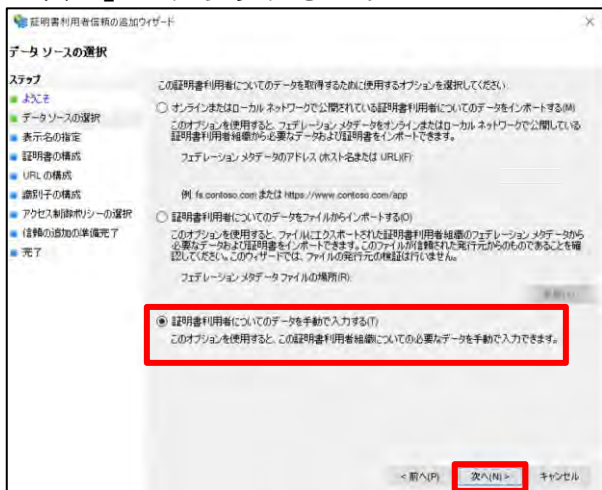 証明書利用者信頼の追加ウィザード
データ ソースの選択
ステップ
ようこそ
データソースの選択
表示名の指定
証明書の構成
URL の構成
識別子の構成
アクセス制御ポリシーの選択
信頼の追加の準備完了
完了
この証明書利用者についてのデータを取得するために使用するオプションを選択してください:
オンラインまたはローカル ネットワークで公開されている証明書利用者についてのデータをインポートする(M)
このオプションを使用すると、フェデレーション メタデータをオンラインまたはローカル ネットワークで公開している
証明書利用者組織から必要なデータおよび証明書をインポートできます。
フェデレーション メタデータのアドレス (ホスト名または URL)(F):
例: fs.contoso.com または https://www.contoso.com/app
証明書利用者についてのデータをファイルからインポートする(O)
このオプションを使用すると、ファイルにエクスポートされた証明書利用者組織のフェデレーション メタデータから
必要なデータおよび証明書をインポートできます。このファイルが信頼された発行元からのものであることを確
認してください。このウィザードでは、ファイルの発行元の検証は行いません。
フェデレーション メタデータ ファイルの場所(R):
証明書利用者についてのデータを手動で入力する(T)
このオプションを使用すると、この証明書利用者組織についての必要なデータを手動で入力できます。
< 前へ(P)
次へ(N) >
キャンセル